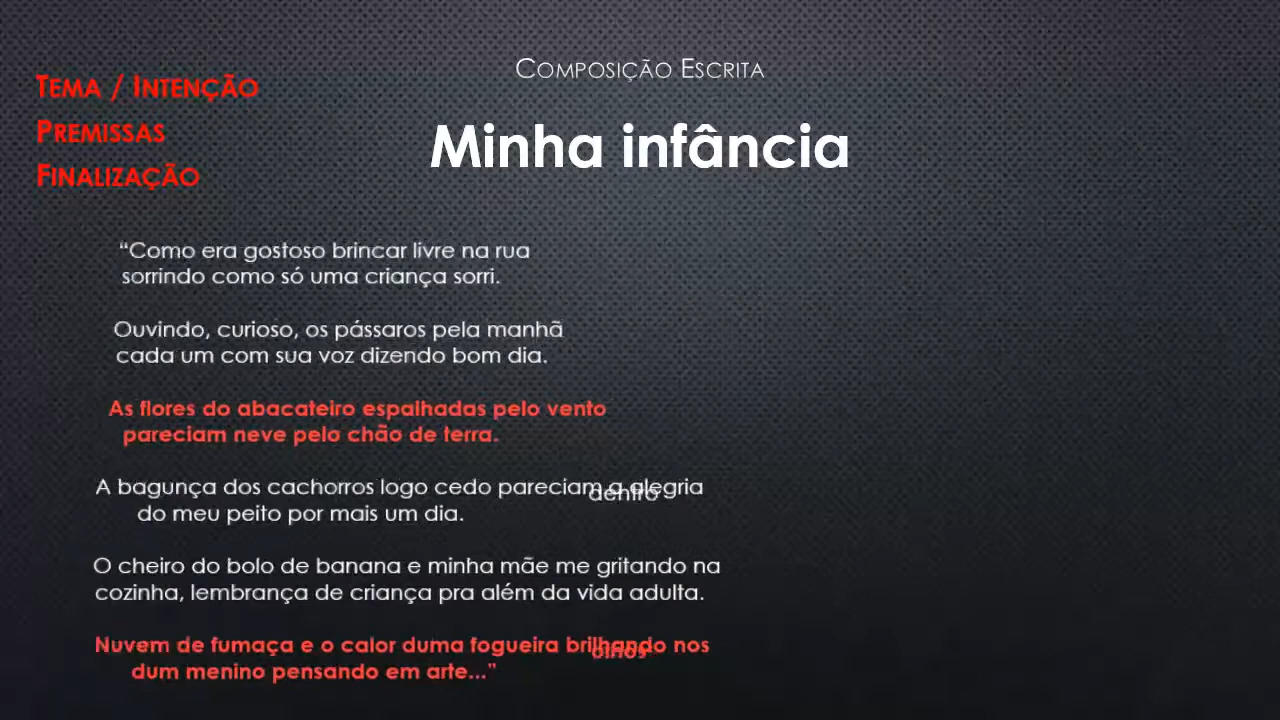 Composição Escrita
Tema / Intenção
Premissas
Finalização
Minha infância
“Como era gostoso brincar livre na rua
sorrindo como só uma criança sorri.
Ouvindo, curioso, os pássaros pela manhã
cada um com sua voz dizendo bom dia.
As flores do abacateiro espalhadas pelo vento
pareciam neve pelo chão de terra.
A bagunça dos cachorros logo cedo pareciam a alegria
dentro
do meu peito por mais um dia.
O cheiro do bolo de banana e minha mãe me gritando na
cozinha, lembrança de criança pra além da vida adulta.
Nuvem de fumaça e o calor duma fogueira brilhando nos
olhos
dum menino pensando em arte...”